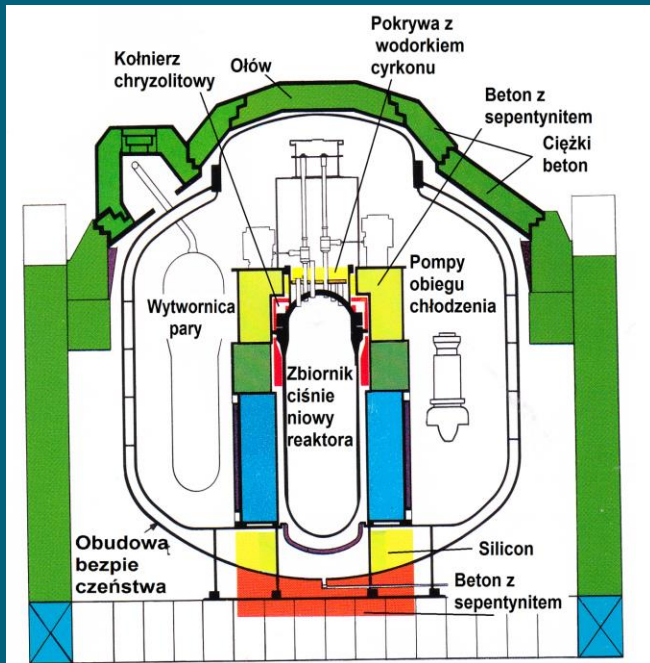 Pokrywa z
wodorkiem
cyrkonu
Kołnierz
chryzolitowy
Ołów
Beton z
sepentynitem
Ciężki
beton
Wytwornica
pary
Pompy
obiegu
chłodzenia
Zbiornik
ciśnie
niowy
reaktora
Obudowa
bezpie
czeństwa
Silicon
Beton z
sepentynitem